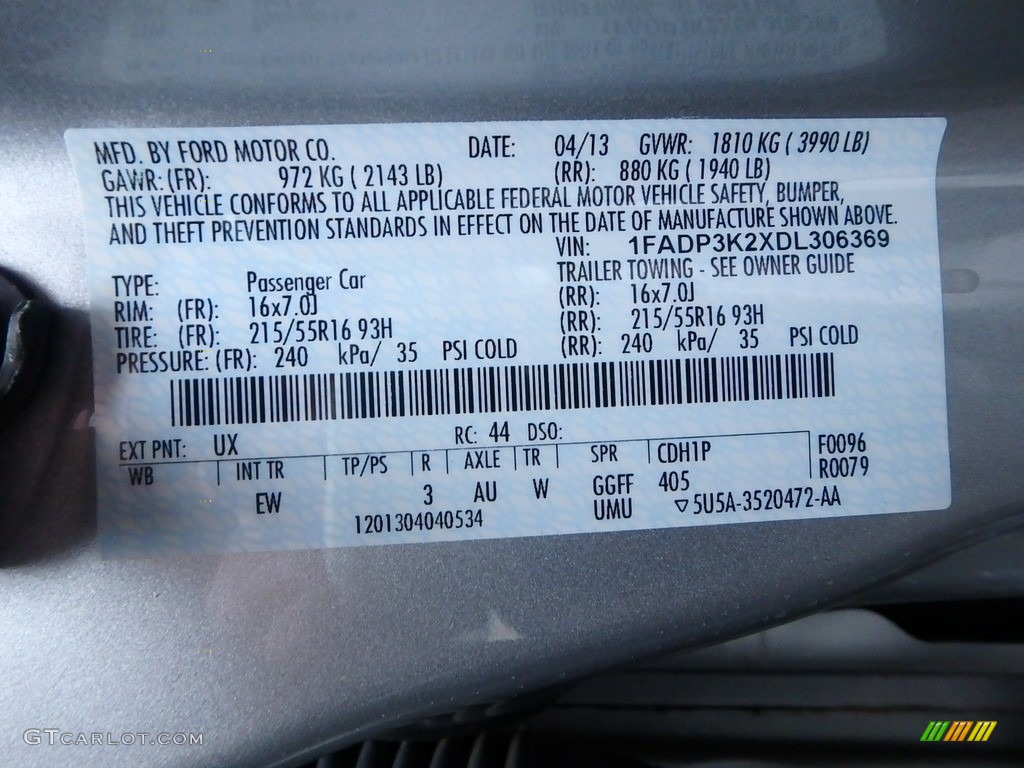 MFD. BY FORD MOTOR CO. DATE: 04/13 GVWR: 1810 KG ( 3990 LB)
GAWR:(FR): 972 KG ( 2143 LB) (RR): 880 KG ( 1940 LB)
THIS VEHICLE CONFORMS TO ALL APPLICABLE FEDERAL MOTOR VEHICLE SAFETY, BUMPER,
AND THEFT PREVENTION STANDARDS IN EFFECT ON THE DATE OF MANUFACTURE SHOWN ABOVE.
VIN: 1FADP3K2XDL306369
TRAILER TOWING - SEE OWNER GUIDE
TYPE: Passenger Car
RIM: (FR): 16x7.0J (RR): 16x7.0J
TIRE: (FR): 215/55R16 93H (RR): 215/55R16 93H
PRESSURE: (FR): 240 kPa/ 35 PSI COLD (RR): 240 kPa/ 35 PSI COLD
EXT PNT: UX RC: 44 DSO: F0096
WB INT TR TP/PS R AXLE TR SPR CDH1P R0079
EW 3 AU W GGFF 405
1201304040534 UMU ▽5U5A-3520472-AA
GTcarlot.com